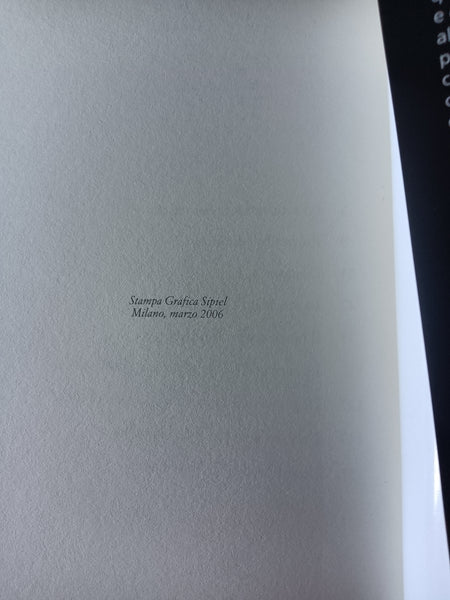 Stampa Grafica Sipiel
Milano, marzo 2006